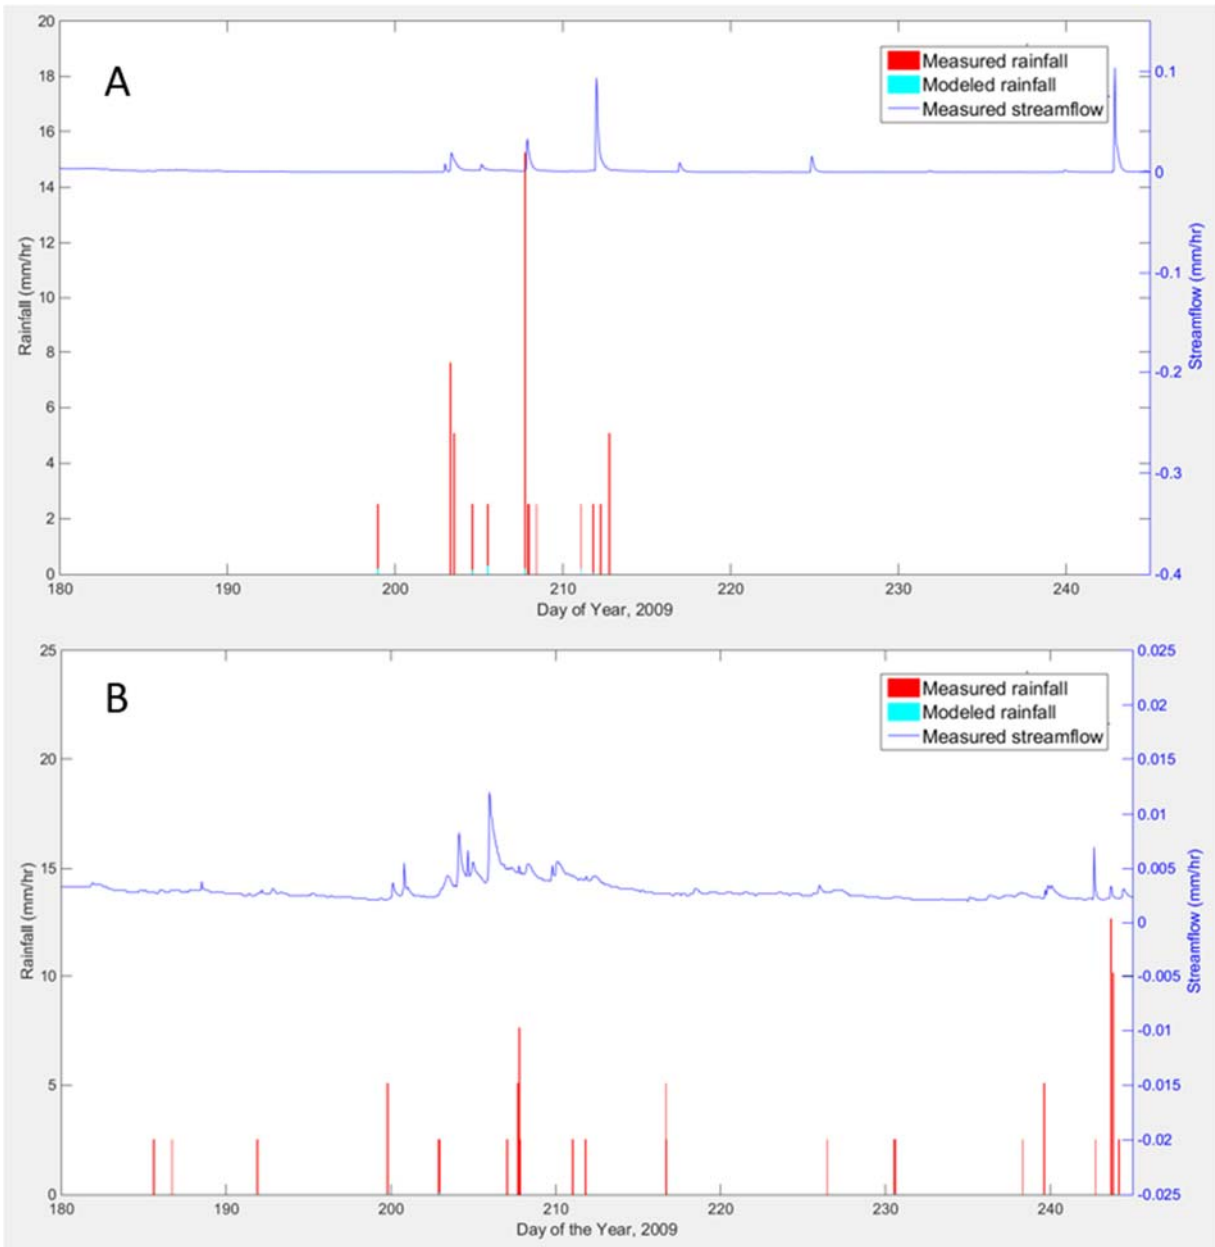 A
Measured rainfall
Modeled rainfall
Measured streamflow
20
18
16
14
12
10
8
6
4
2
0
Rainfall (mm/hr)
0.1
0
-0.1
-0.2
-0.3
-0.4
Streamflow (mm/hr)
180 190 200 210 220 230 240
Day of Year, 2009
B
Measured rainfall
Modeled rainfall
Measured streamflow
25
20
15
10
5
0
Rainfall (mm/hr)
0.025
0.02
0.015
0.01
0.005
0
-0.005
-0.01
-0.015
-0.02
-0.025
Streamflow (mm/hr)
180 190 200 210 220 230 240
Day of the Year, 2009